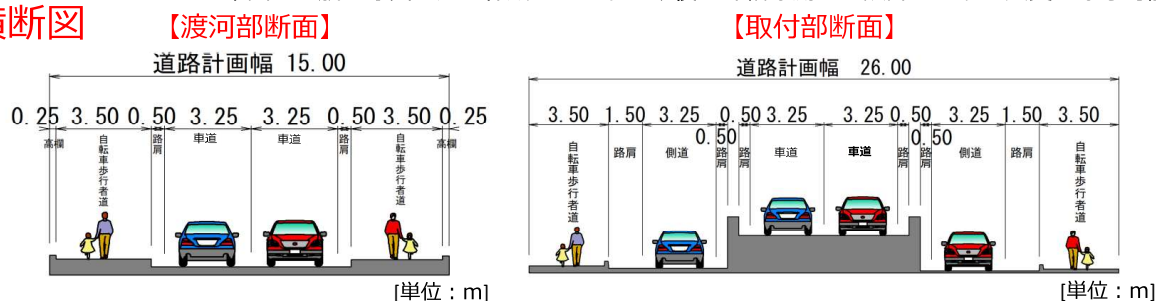 横断図
【渡河部断面】
【取付部断面】
道路計画幅 15.00
0.25 3.50 0.50 3.25 3.25 0.50 3.50 0.25
高欄 自転車歩行者道 路肩 車道 車道 路肩 自転車歩行者道 高欄
[単位：m]
道路計画幅 26.00
3.50 1.50 3.25 0.50 3.25 3.25 0.50 3.25 1.50 3.50
0.50 0.50
自転車歩行者道 路肩 側道 路肩 路肩 車道 車道 路肩 路肩 側道 路肩 自転車歩行者道
[単位：m]